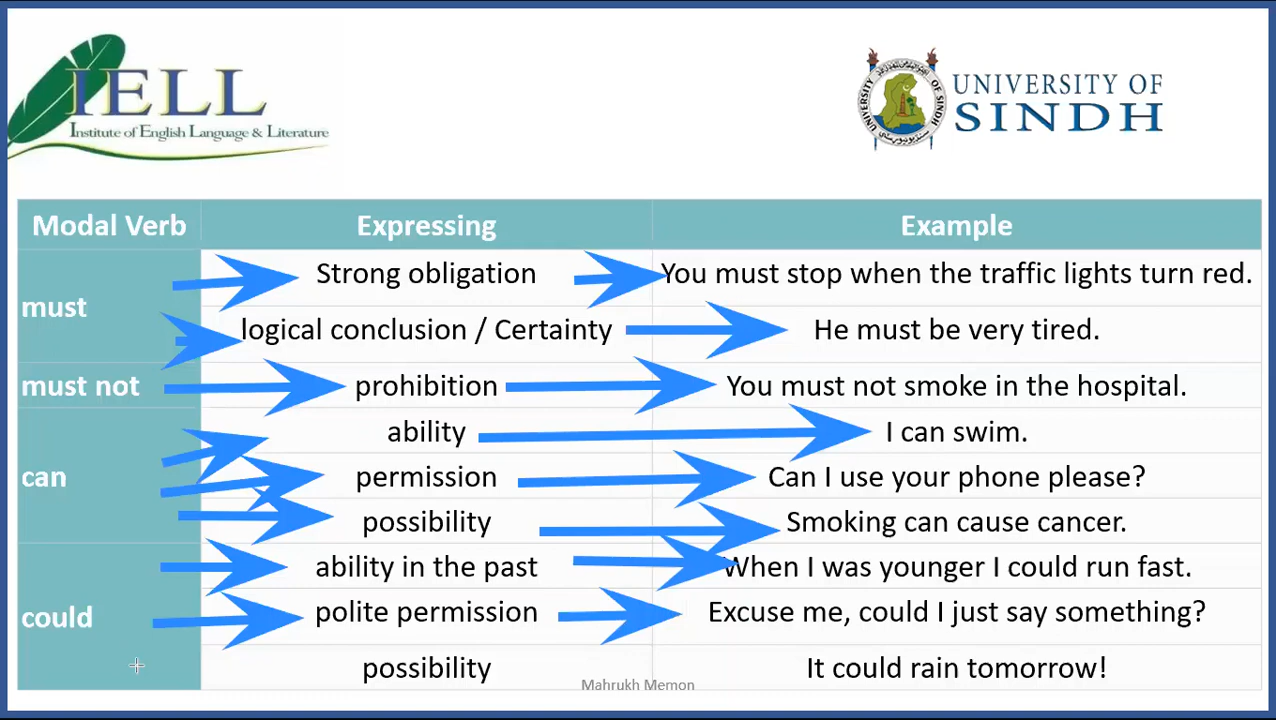 IELL
Institute of English Language & Literature
UNIVERSITY OF SINDH
UNIVERSITY OF
SINDH
Modal Verb Expressing Example
must
Strong obligation You must stop when the traffic lights turn red.
logical conclusion / Certainty He must be very tired.
must not prohibition You must not smoke in the hospital.
can
ability I can swim.
permission Can I use your phone please?
possibility Smoking can cause cancer.
could
ability in the past When I was younger I could run fast.
polite permission Excuse me, could I just say something?
possibility It could rain tomorrow!
Mahrukh Memon